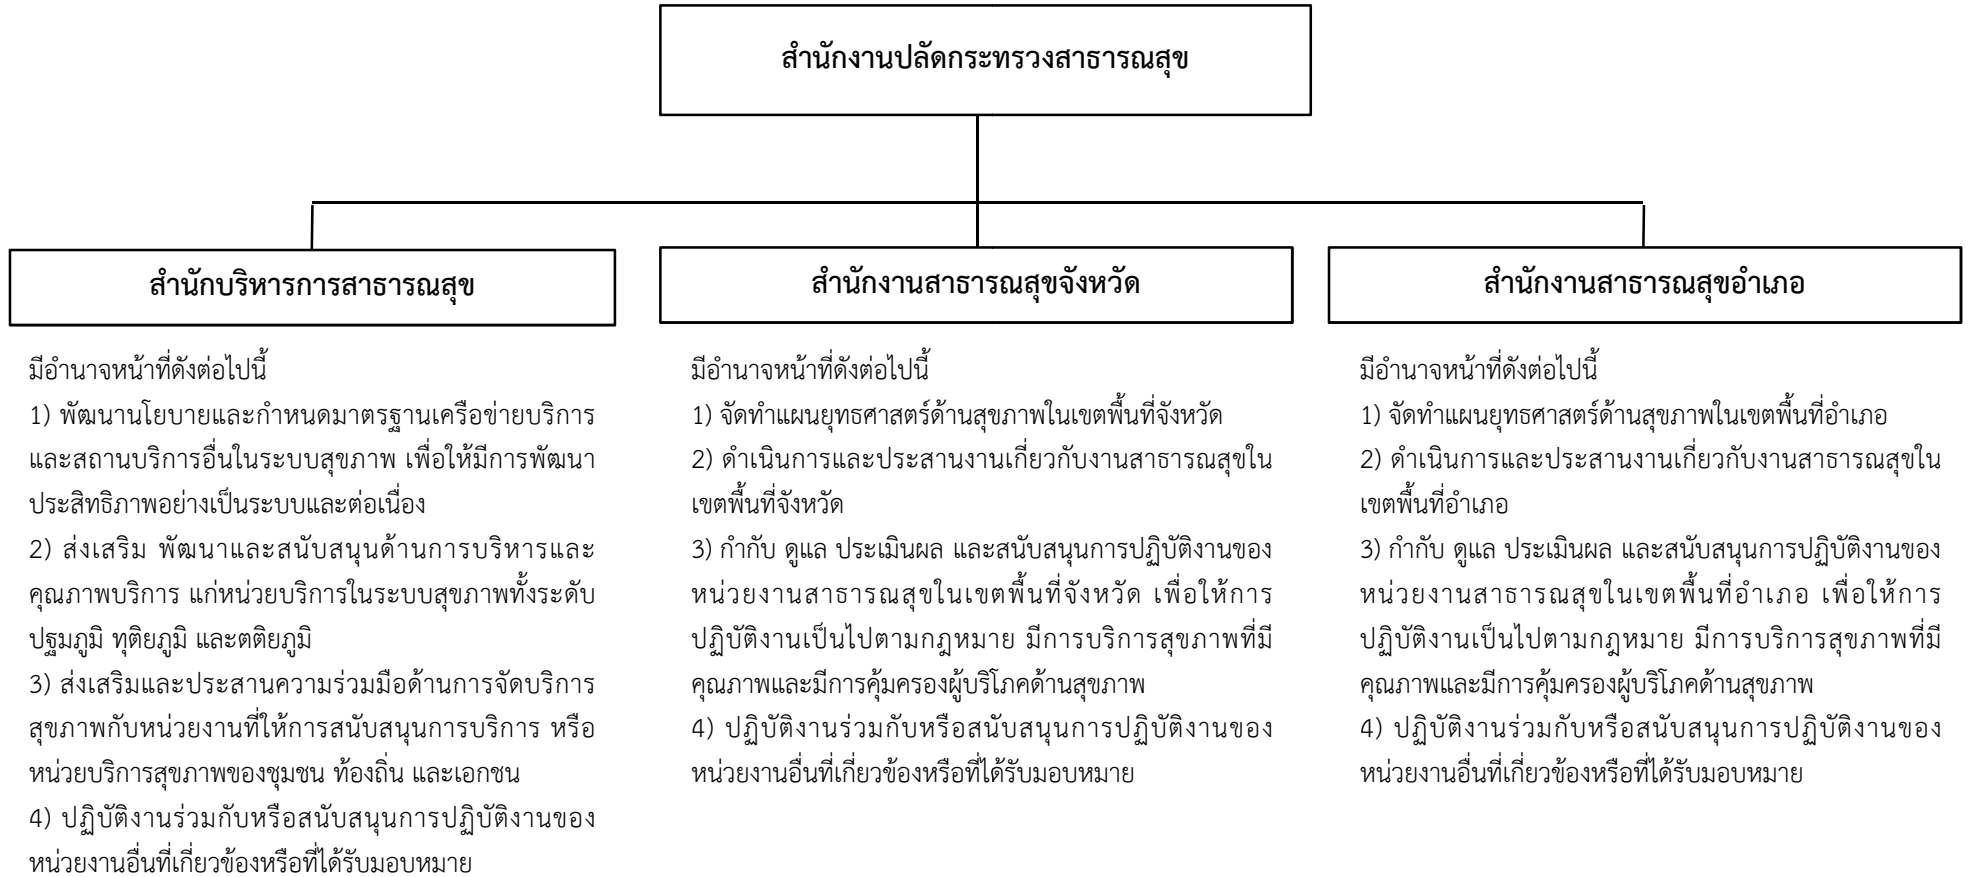 สำนักงานปลัดกระทรวงสาธารณสุข
สำนักบริหารการสาธารณสุข
มีอำนาจหน้าที่ดังต่อไปนี้
1) พัฒนานโยบายและกำหนดมาตรฐานเครือข่ายบริการ
และสถานบริการอื่นในระบบสุขภาพ เพื่อให้มีการพัฒนา
ประสิทธิภาพอย่างเป็นระบบและต่อเนื่อง
2) ส่งเสริม พัฒนาและสนับสนุนด้านการบริหารและ
คุณภาพบริการ แก่หน่วยบริการในระบบสุขภาพทั้งระดับ
ปฐมภูมิ ทุติยภูมิ และตติยภูมิ
3) ส่งเสริมและประสานความร่วมมือด้านการจัดบริการ
สุขภาพกับหน่วยงานที่ให้การสนับสนุนการบริการ หรือ
หน่วยบริการสุขภาพของชุมชน ท้องถิ่น และเอกชน
4) ปฏิบัติงานร่วมกับหรือสนับสนุนการปฏิบัติงานของ
หน่วยงานอื่นที่เกี่ยวข้องหรือที่ได้รับมอบหมาย
สำนักงานสาธารณสุขจังหวัด
มีอำนาจหน้าที่ดังต่อไปนี้
1) จัดทำแผนยุทธศาสตร์ด้านสุขภาพในเขตพื้นที่จังหวัด
2) ดำเนินการและประสานงานเกี่ยวกับงานสาธารณสุขใน
เขตพื้นที่จังหวัด
3) กำกับ ดูแล ประเมินผล และสนับสนุนการปฏิบัติงานของ
หน่วยงานสาธารณสุขในเขตพื้นที่จังหวัด เพื่อให้การ
ปฏิบัติงานเป็นไปตามกฎหมาย มีการบริการสุขภาพที่มี
คุณภาพและมีการคุ้มครองผู้บริโภคด้านสุขภาพ
4) ปฏิบัติงานร่วมกับหรือสนับสนุนการปฏิบัติงานของ
หน่วยงานอื่นที่เกี่ยวข้องหรือที่ได้รับมอบหมาย
สำนักงานสาธารณสุขอำเภอ
มีอำนาจหน้าที่ดังต่อไปนี้
1) จัดทำแผนยุทธศาสตร์ด้านสุขภาพในเขตพื้นที่อำเภอ
2) ดำเนินการและประสานงานเกี่ยวกับงานสาธารณสุขใน
เขตพื้นที่อำเภอ
3) กำกับ ดูแล ประเมินผล และสนับสนุนการปฏิบัติงานของ
หน่วยงานสาธารณสุขในเขตพื้นที่อำเภอ เพื่อให้การ
ปฏิบัติงานเป็นไปตามกฎหมาย มีการบริการสุขภาพที่มี
คุณภาพและมีการคุ้มครองผู้บริโภคด้านสุขภาพ
4) ปฏิบัติงานร่วมกับหรือสนับสนุนการปฏิบัติงานของ
หน่วยงานอื่นที่เกี่ยวข้องหรือที่ได้รับมอบหมาย